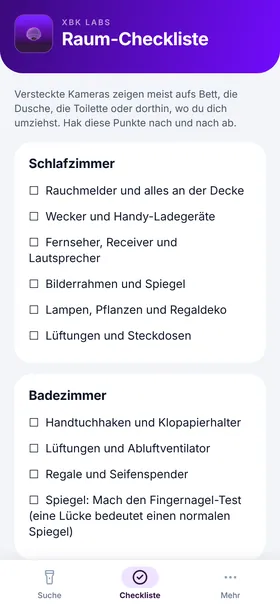 XBK LABS
Raum-Checkliste
Versteckte Kameras zeigen meist aufs Bett, die
Dusche, die Toilette oder dorthin, wo du dich
umziehst. Hak diese Punkte nach und nach ab.
Schlafzimmer
☐ Rauchmelder und alles an der Decke
☐ Wecker und Handy-Ladegeräte
☐ Fernseher, Receiver und
Lautsprecher
☐ Bilderrahmen und Spiegel
☐ Lampen, Pflanzen und Regaldeko
☐ Lüftungen und Steckdosen
Badezimmer
☐ Handtuchhaken und Klopapierhalter
☐ Lüftungen und Abluftventilator
☐ Regale und Seifenspender
☐ Spiegel: Mach den Fingernagel-Test
(eine Lücke bedeutet einen normalen
Spiegel)
Suche
Checkliste
Mehr